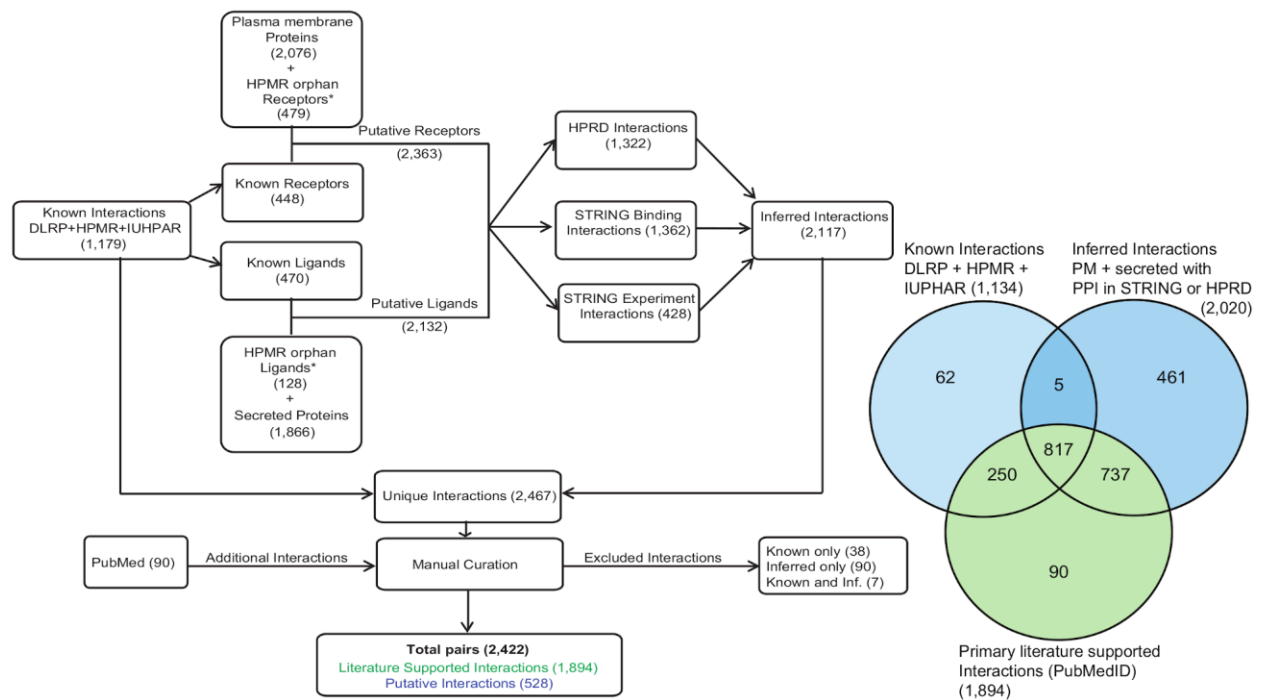 Plasma membrane
Proteins
(2,076)
+
HPMR orphan
Receptors*
(479)
Putative Receptors
(2,363)
Known Receptors
(448)
Known Interactions
DLRP+HPMR+IUHPAR
(1,179)
Known Ligands
(470)
Putative Ligands
(2,132)
HPMR orphan
Ligands*
(128)
+
Secreted Proteins
(1,866)
HPRD Interactions
(1,322)
STRING Binding
Interactions (1,362)
STRING Experiment
Interactions (428)
Inferred Interactions
(2,117)
Unique Interactions (2,467)
PubMed (90)
Additional Interactions
Manual Curation
Excluded Interactions
Known only (38)
Inferred only (90)
Known and Inf. (7)
Total pairs (2,422)
Literature Supported Interactions (1,894)
Putative Interactions (528)
Known Interactions
DLRP + HPMR +
IUPHAR (1,134)
Inferred Interactions
PM + secreted with
PPI in STRING or HPRD
(2,020)
62
5
461
817
250
737
90
Primary literature supported
Interactions (PubMedID)
(1,894)